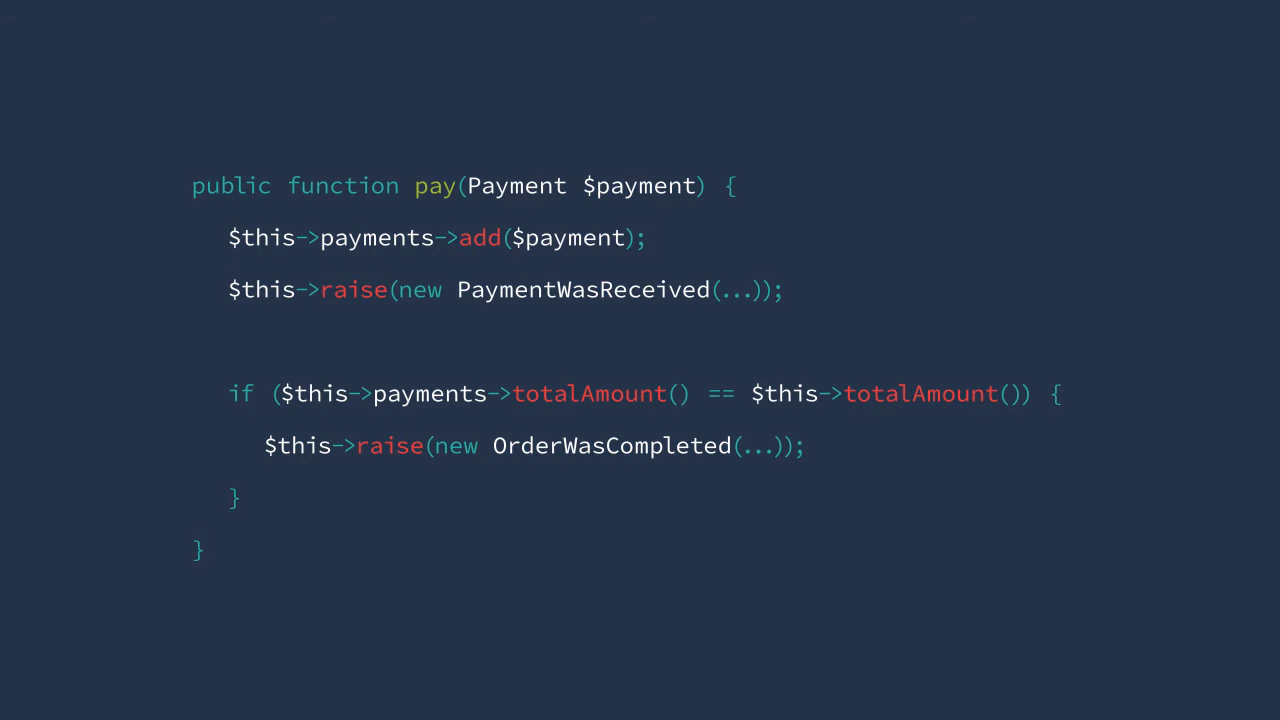 public function pay(Payment $payment) {
$this->payments->add($payment);
$this->raise(new PaymentWasReceived(...));
if ($this->payments->totalAmount() == $this->totalAmount()) {
$this->raise(new OrderWasCompleted(...));
}
}